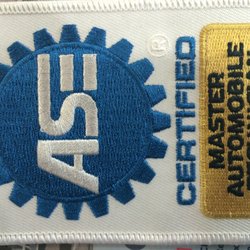 ASE
®
CERTIFIED
MASTER
AUTOMOBILE